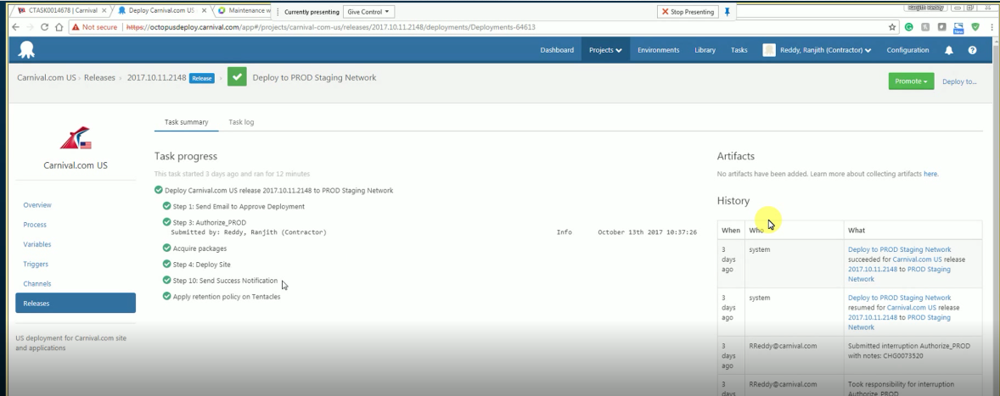 CTASK0014678 | Carnival
Deploy Carnival.com US
Maintenance w
Currently presenting
Give Control
Stop Presenting
Ranjith Reddy
Not secure | https://octopusdeploy.carnival.com/app#/projects/carnival-com-us/releases/2017.10.11.2148/deployments/Deployments-64613
New
Dashboard Projects Environments Library Tasks Reddy, Ranjith (Contractor) Configuration
Carnival.com US › Releases › 2017.10.11.2148 Release › Deploy to PROD Staging Network
Promote
Deploy to...
Task summary Task log
Carnival.com US
Overview
Process
Variables
Triggers
Channels
Releases
US deployment for Carnival.com site
and applications
Task progress
This task started 3 days ago and ran for 12 minutes
Deploy Carnival.com US release 2017.10.11.2148 to PROD Staging Network
Step 1: Send Email to Approve Deployment
Step 3: Authorize_PROD
Submitted by: Reddy, Ranjith (Contractor) Info October 13th 2017 10:37:26
Acquire packages
Step 4: Deploy Site
Step 10: Send Success Notification
Apply retention policy on Tentacles
Artifacts
No artifacts have been added. Learn more about collecting artifacts here.
History
When Who What
3 days ago system Deploy to PROD Staging Network
succeeded for Carnival.com US release
2017.10.11.2148 to PROD Staging
Network
3 days ago system Deploy to PROD Staging Network
resumed for Carnival.com US release
2017.10.11.2148 to PROD Staging
Network
3 days ago RReddy@carnival.com Submitted interruption Authorize_PROD
with notes: CHG0073520
3 days RReddy@carnival.com Took responsibility for interruption
Authorize_PROD